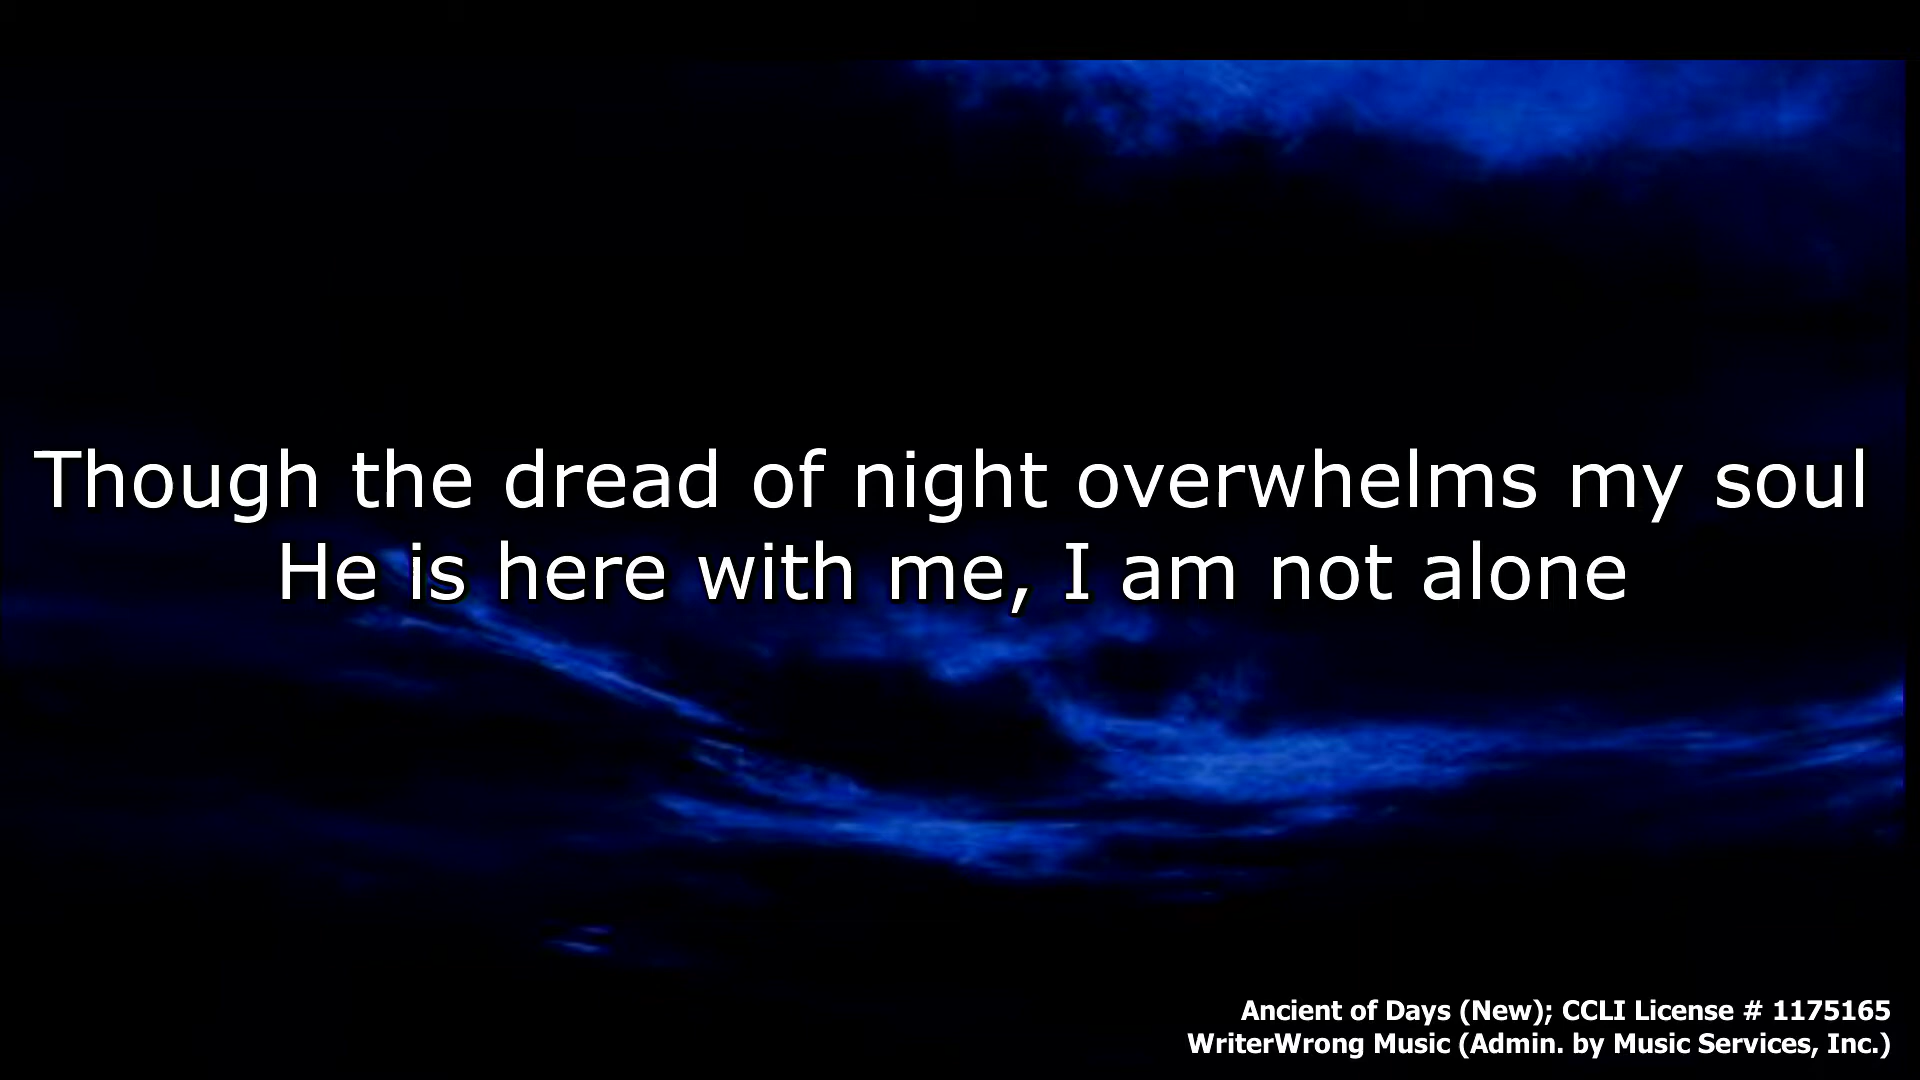 Though the dread of night overwhelms my soul
He is here with me, I am not alone
Ancient of Days (New); CCLI License # 1175165
WriterWrong Music (Admin. by Music Services, Inc.)